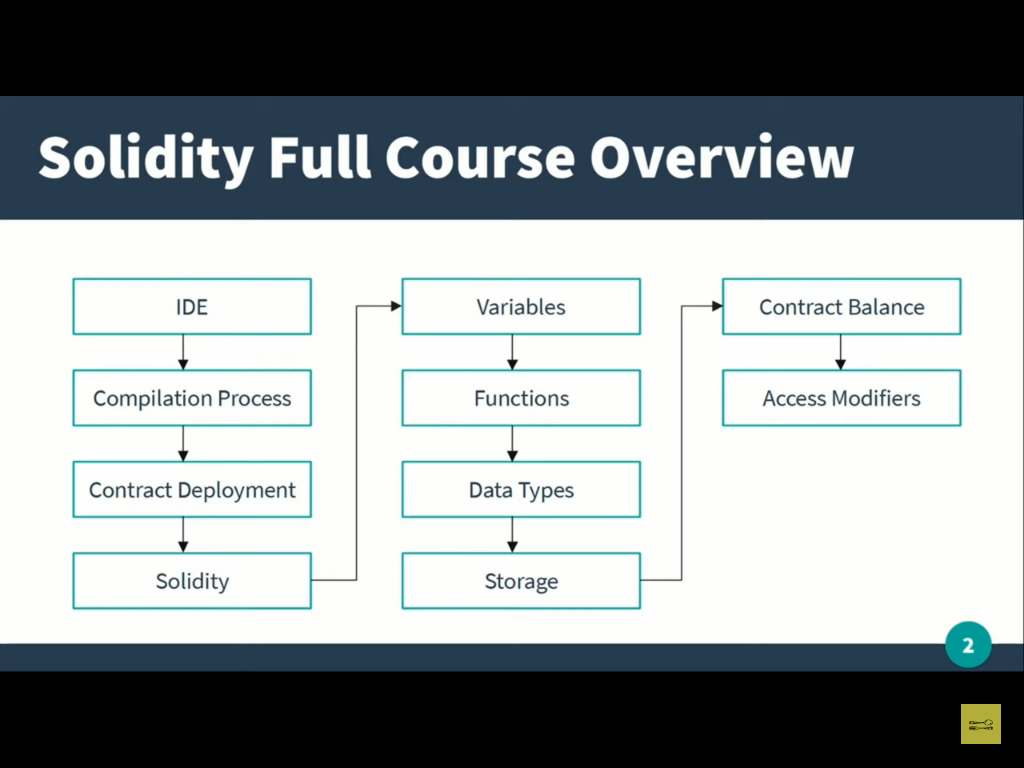 Solidity Full Course Overview
IDE
Compilation Process
Contract Deployment
Solidity
Variables
Functions
Data Types
Storage
Contract Balance
Access Modifiers
2